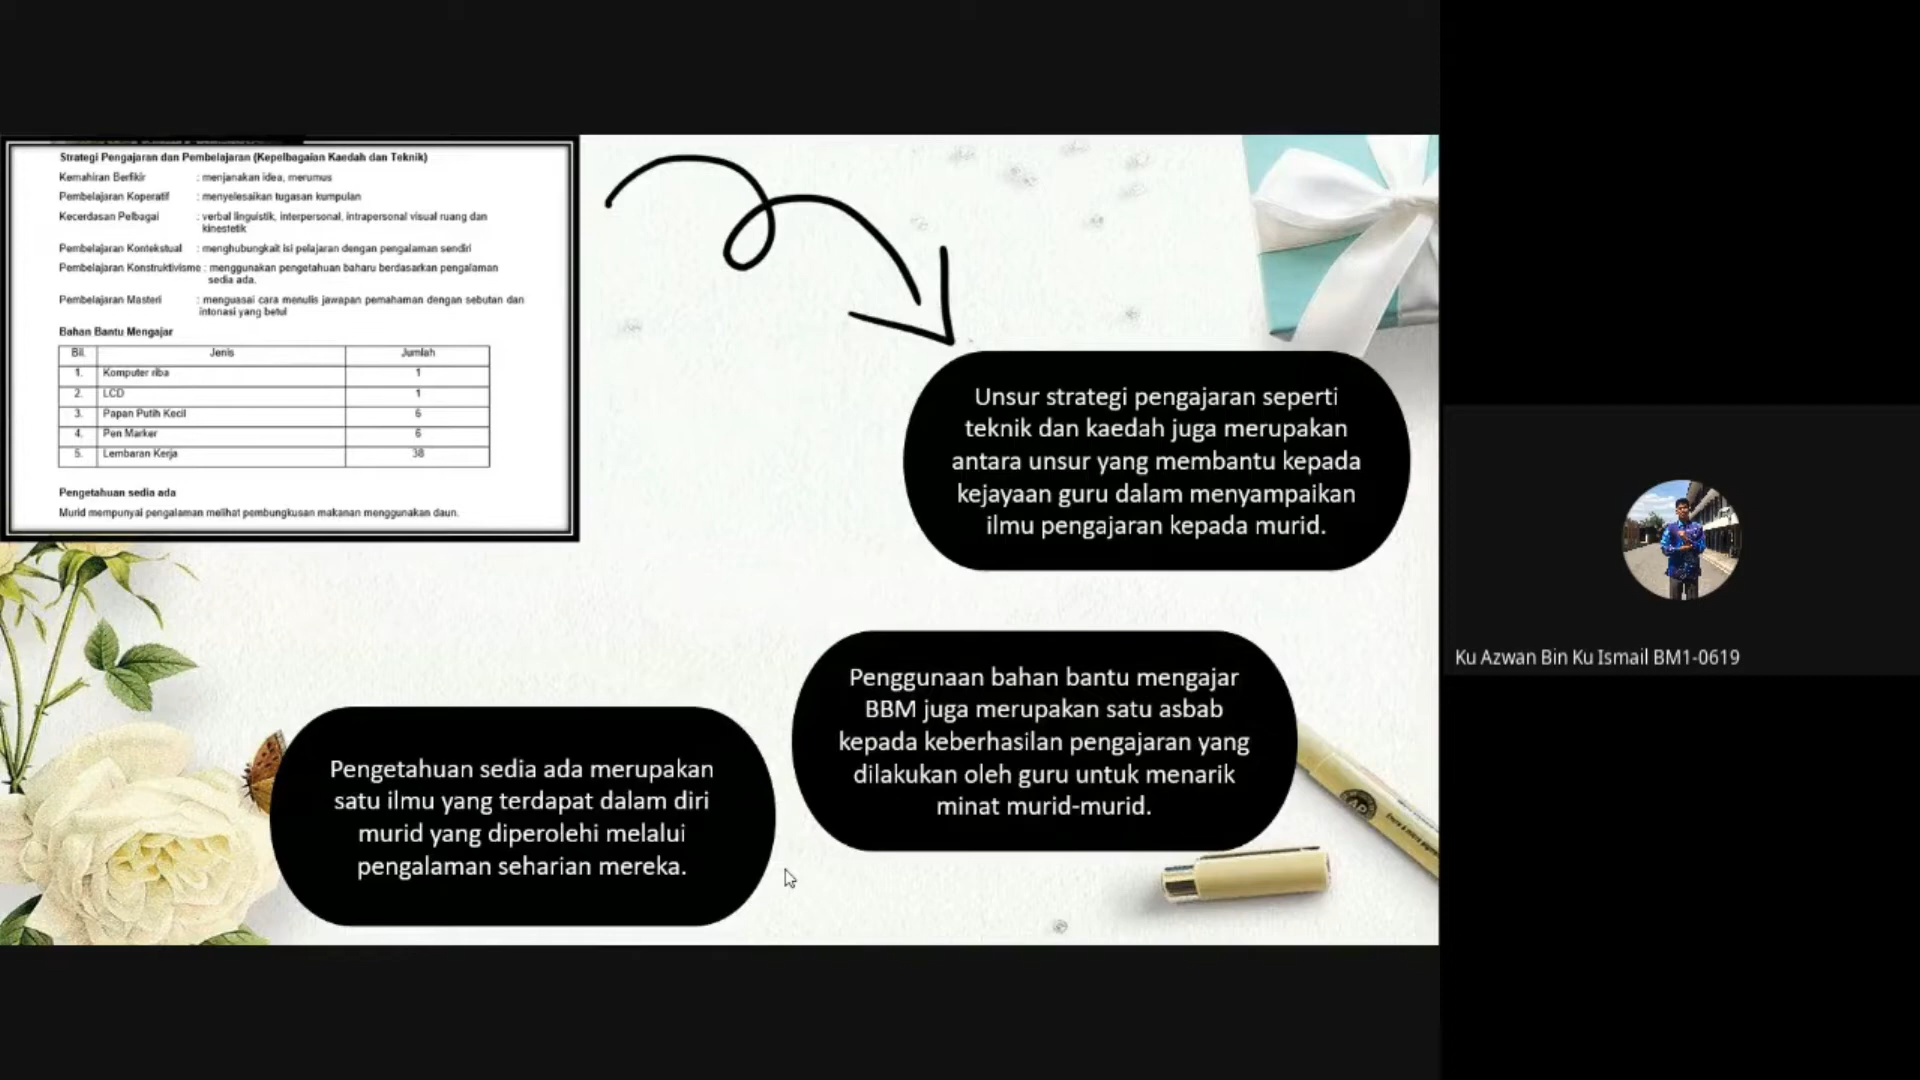 Strategi Pengajaran dan Pembelajaran (Kepelbagaian Kaedah dan Teknik)
Kemahiran Berfikir : menjanakan idea, merumus
Pembelajaran Koperatif : menyelesaikan tugasan kumpulan
Kecerdasan Pelbagai : verbal linguistik, interpersonal, intrapersonal visual ruang dan
kinestetik
Pembelajaran Kontekstual : menghubungkait isi pelajaran dengan pengalaman sendiri
Pembelajaran Konstruktivisme : menggunakan pengetahuan baharu berdasarkan pengalaman
sedia ada.
Pembelajaran Masteri : menguasai cara menulis jawapan pemahaman dengan sebutan dan
intonasi yang betul
Bahan Bantu Mengajar
Bil. Jenis Jumlah
1. Komputer riba 1
2. LCD 1
3. Papan Putih Kecil 6
4. Pen Marker 6
5. Lembaran Kerja 38
Pengetahuan sedia ada
Murid mempunyai pengalaman melihat pembungkusan makanan menggunakan daun.
Unsur strategi pengajaran seperti
teknik dan kaedah juga merupakan
antara unsur yang membantu kepada
kejayaan guru dalam menyampaikan
ilmu pengajaran kepada murid.
Penggunaan bahan bantu mengajar
BBM juga merupakan satu asbab
kepada keberhasilan pengajaran yang
dilakukan oleh guru untuk menarik
minat murid-murid.
Pengetahuan sedia ada merupakan
satu ilmu yang terdapat dalam diri
murid yang diperolehi melalui
pengalaman seharian mereka.
Ku Azwan Bin Ku Ismail BM1-0619